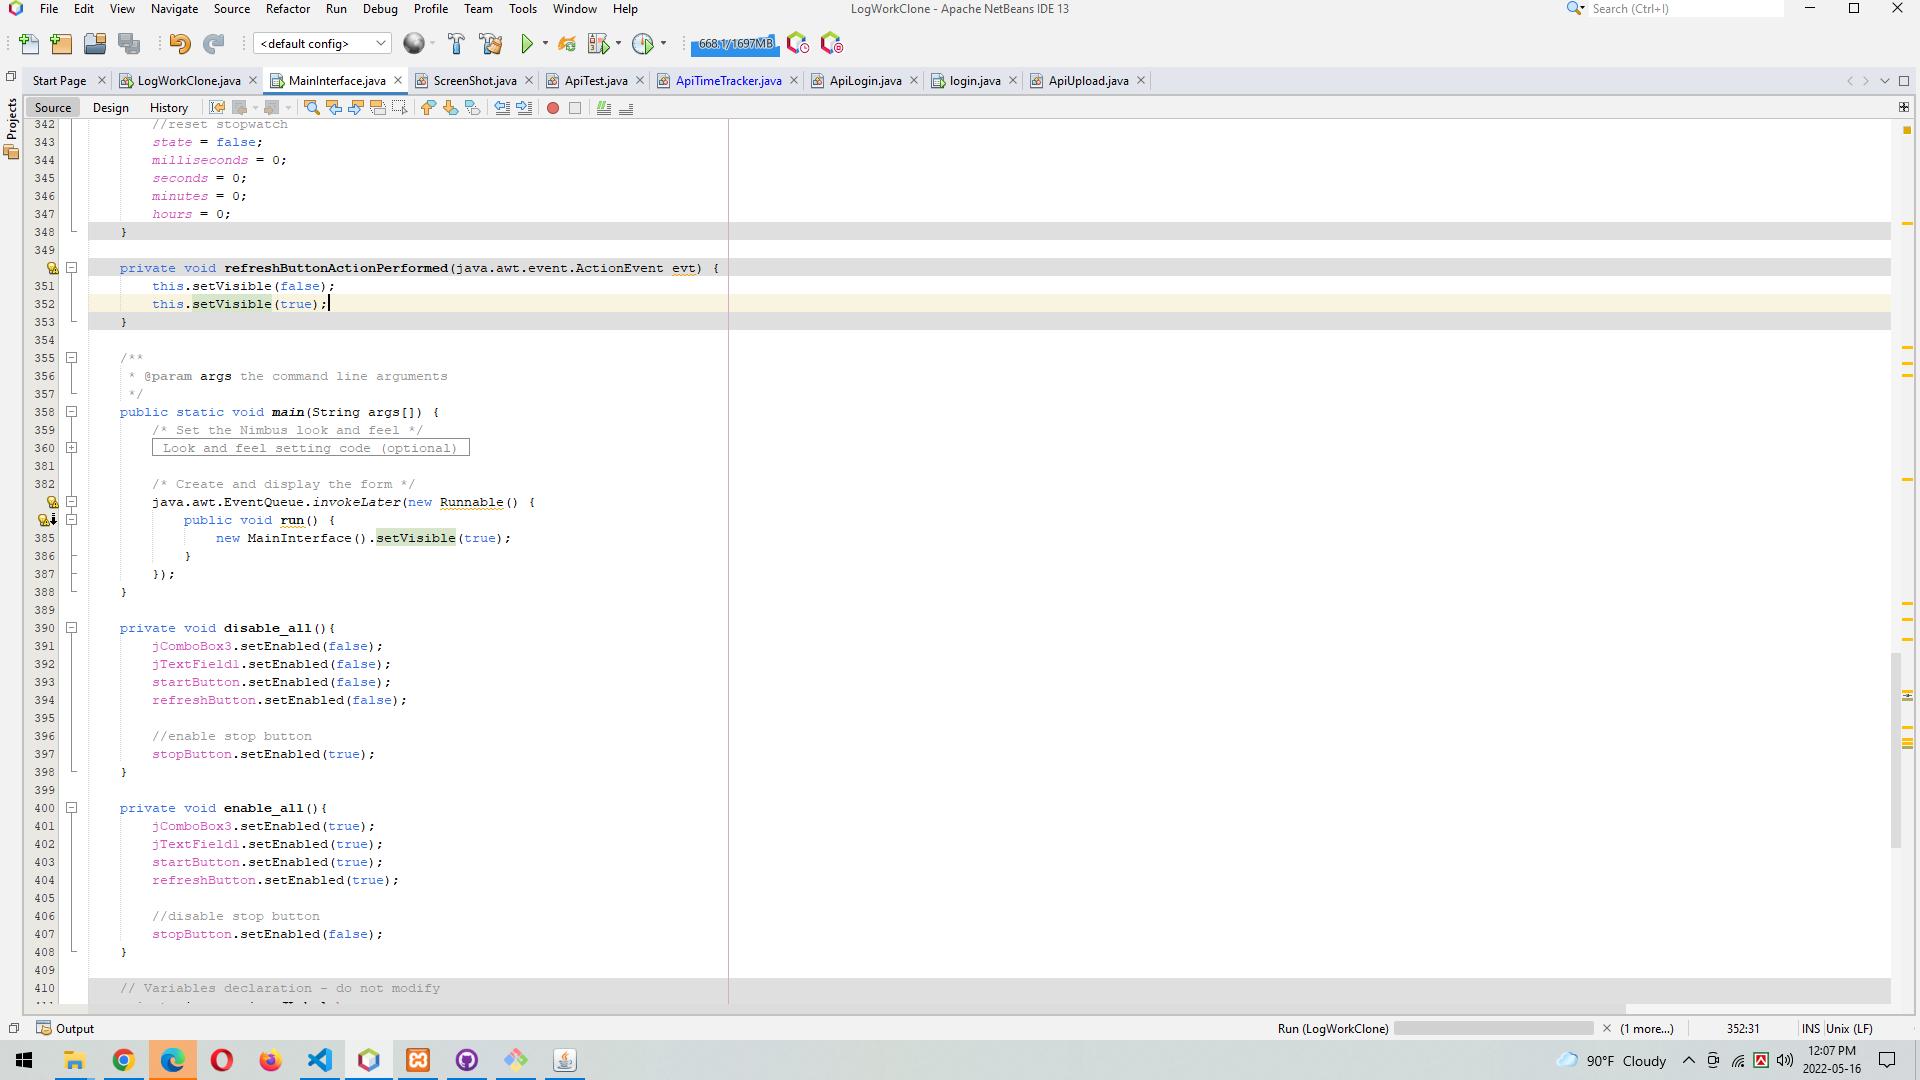 File Edit View Navigate Source Refactor Run Debug Profile Team Tools Window Help LogWorkClone - Apache NetBeans IDE 13 Search (Ctrl+I)
<default config> 668.1/1697MB
Start Page LogWorkClone.java MainInterface.java ScreenShot.java ApiTest.java ApiTimeTracker.java ApiLogin.java login.java ApiUpload.java
Projects
Source Design History
342 //reset stopwatch
343 state = false;
344 milliseconds = 0;
345 seconds = 0;
346 minutes = 0;
347 hours = 0;
348 }
349
private void refreshButtonActionPerformed(java.awt.event.ActionEvent evt) {
351 this.setVisible(false);
352 this.setVisible(true);
353 }
354
355 /**
356 * @param args the command line arguments
357 */
358 public static void main(String args[]) {
359 /* Set the Nimbus look and feel */
360 Look and feel setting code (optional)
381
382 /* Create and display the form */
java.awt.EventQueue.invokeLater(new Runnable() {
public void run() {
385 new MainInterface().setVisible(true);
386 }
387 });
388 }
389
390 private void disable_all(){
391 jComboBox3.setEnabled(false);
392 jTextField1.setEnabled(false);
393 startButton.setEnabled(false);
394 refreshButton.setEnabled(false);
395
396 //enable stop button
397 stopButton.setEnabled(true);
398 }
399
400 private void enable_all(){
401 jComboBox3.setEnabled(true);
402 jTextField1.setEnabled(true);
403 startButton.setEnabled(true);
404 refreshButton.setEnabled(true);
405
406 //disable stop button
407 stopButton.setEnabled(false);
408 }
409
410 // Variables declaration - do not modify
Output Run (LogWorkClone) (1 more...) 352:31 INS Unix (LF)
90°F Cloudy 12:07 PM
2022-05-16